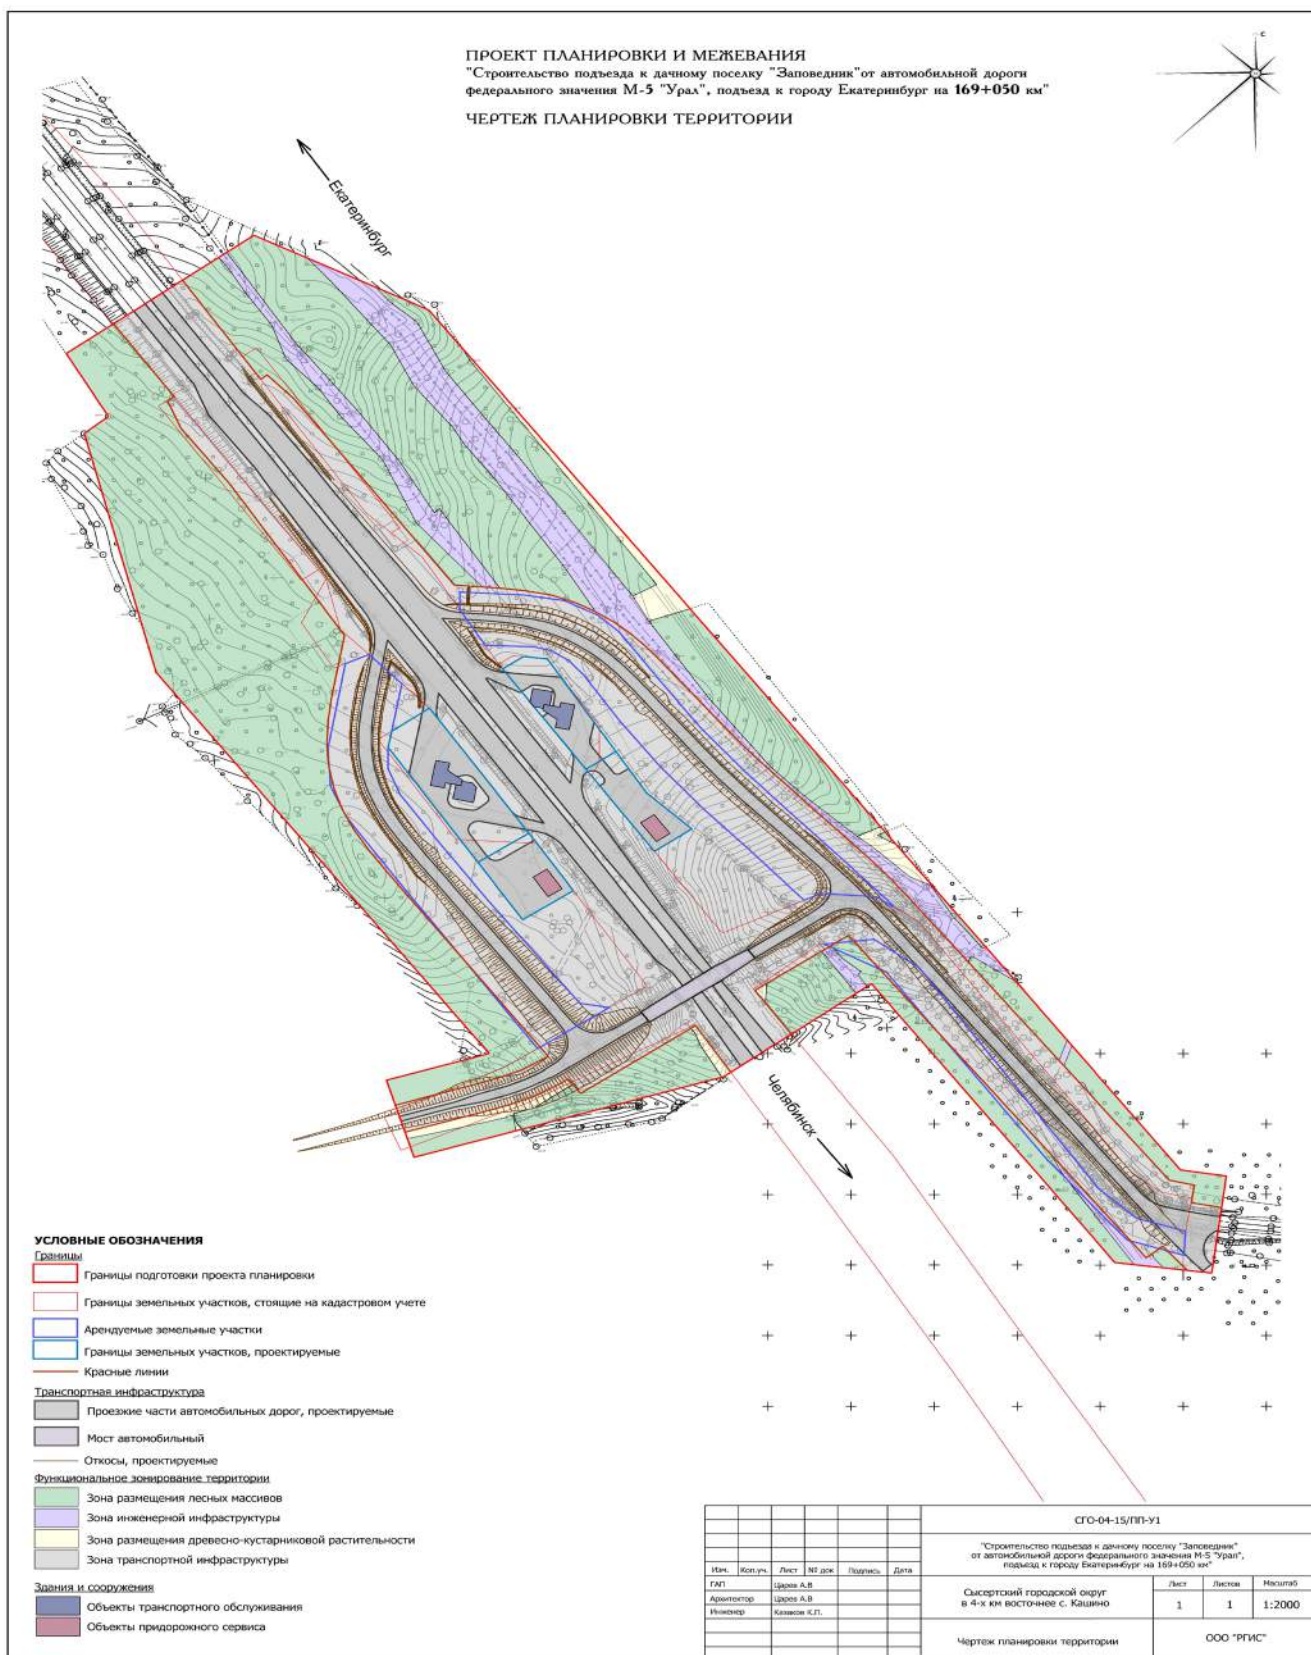 ПРОЕКТ ПЛАНИРОВКИ И МЕЖЕВАНИЯ
"Строительство подъезда к дачному поселку "Заповедник"от автомобильной дороги
федерального значения М-5 "Урал", подъезд к городу Екатеринбург на 169+050 км"
ЧЕРТЕЖ ПЛАНИРОВКИ ТЕРРИТОРИИ
С
Екатеринбург
Челябинск
УСЛОВНЫЕ ОБОЗНАЧЕНИЯ
Границы
Границы подготовки проекта планировки
Границы земельных участков, стоящие на кадастровом учете
Арендуемые земельные участки
Границы земельных участков, проектируемые
Красные линии
Транспортная инфраструктура
Проезжие части автомобильных дорог, проектируемые
Мост автомобильный
Откосы, проектируемые
Функциональное зонирование территории
Зона размещения лесных массивов
Зона инженерной инфраструктуры
Зона размещения древесно-кустарниковой растительности
Зона транспортной инфраструктуры
Здания и сооружения
Объекты транспортного обслуживания
Объекты придорожного сервиса
СГО-04-15/ПП-У1
"Строительство подъезда к дачному поселку "Заповедник"
от автомобильной дороги федерального значения М-5 "Урал",
подъезд к городу Екатеринбург на 169+050 км"
Изм. Кол.уч. Лист № док Подпись Дата
ГАП Царев А.В
Архитектор Царев А.В
Инженер Казаков К.П.
Сысертский городской округ
в 4-х км восточнее с. Кашино
Лист Листов Масштаб
1 1 1:2000
Чертеж планировки территории
ООО "РГИС"